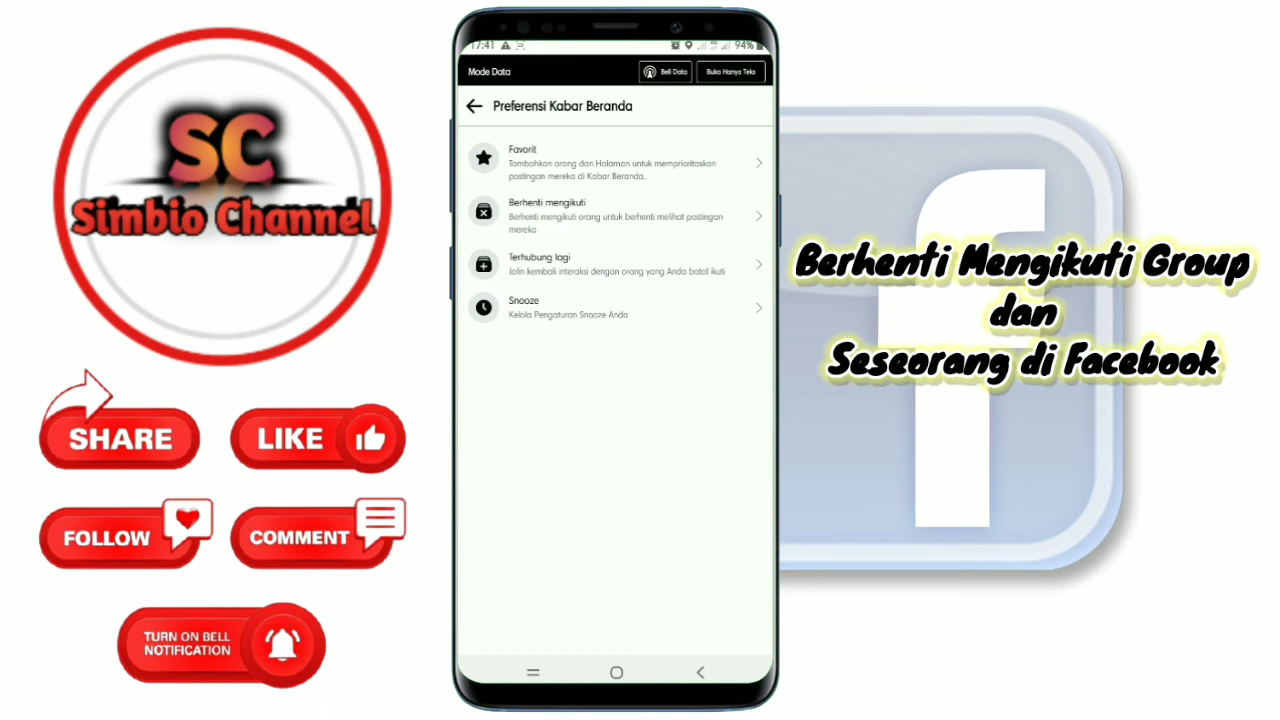 SC
Simbio Channel
SHARE
LIKE
FOLLOW
COMMENT
TURN ON BELL
NOTIFICATION
17:41
94%
Mode Data
Beli Data
Buka Hanya Teks
Preferensi Kabar Beranda
Favorit
Tambahkan orang dan Halaman untuk memprioritaskan
postingan mereka di Kabar Beranda.
Berhenti mengikuti
Berhenti mengikuti orang untuk berhenti melihat postingan
mereka
Terhubung lagi
Jalin kembali interaksi dengan orang yang Anda batal ikuti
Snooze
Kelola Pengaturan Snooze Anda
f
Berhenti Mengikuti Group
dan
Seseorang di Facebook